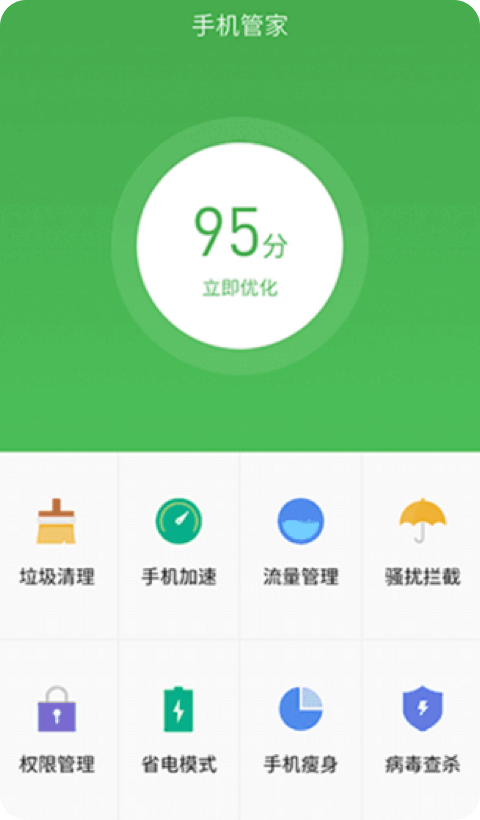 手机管家
95分
立即优化
垃圾清理 手机加速 流量管理 骚扰拦截
权限管理 省电模式 手机瘦身 病毒查杀